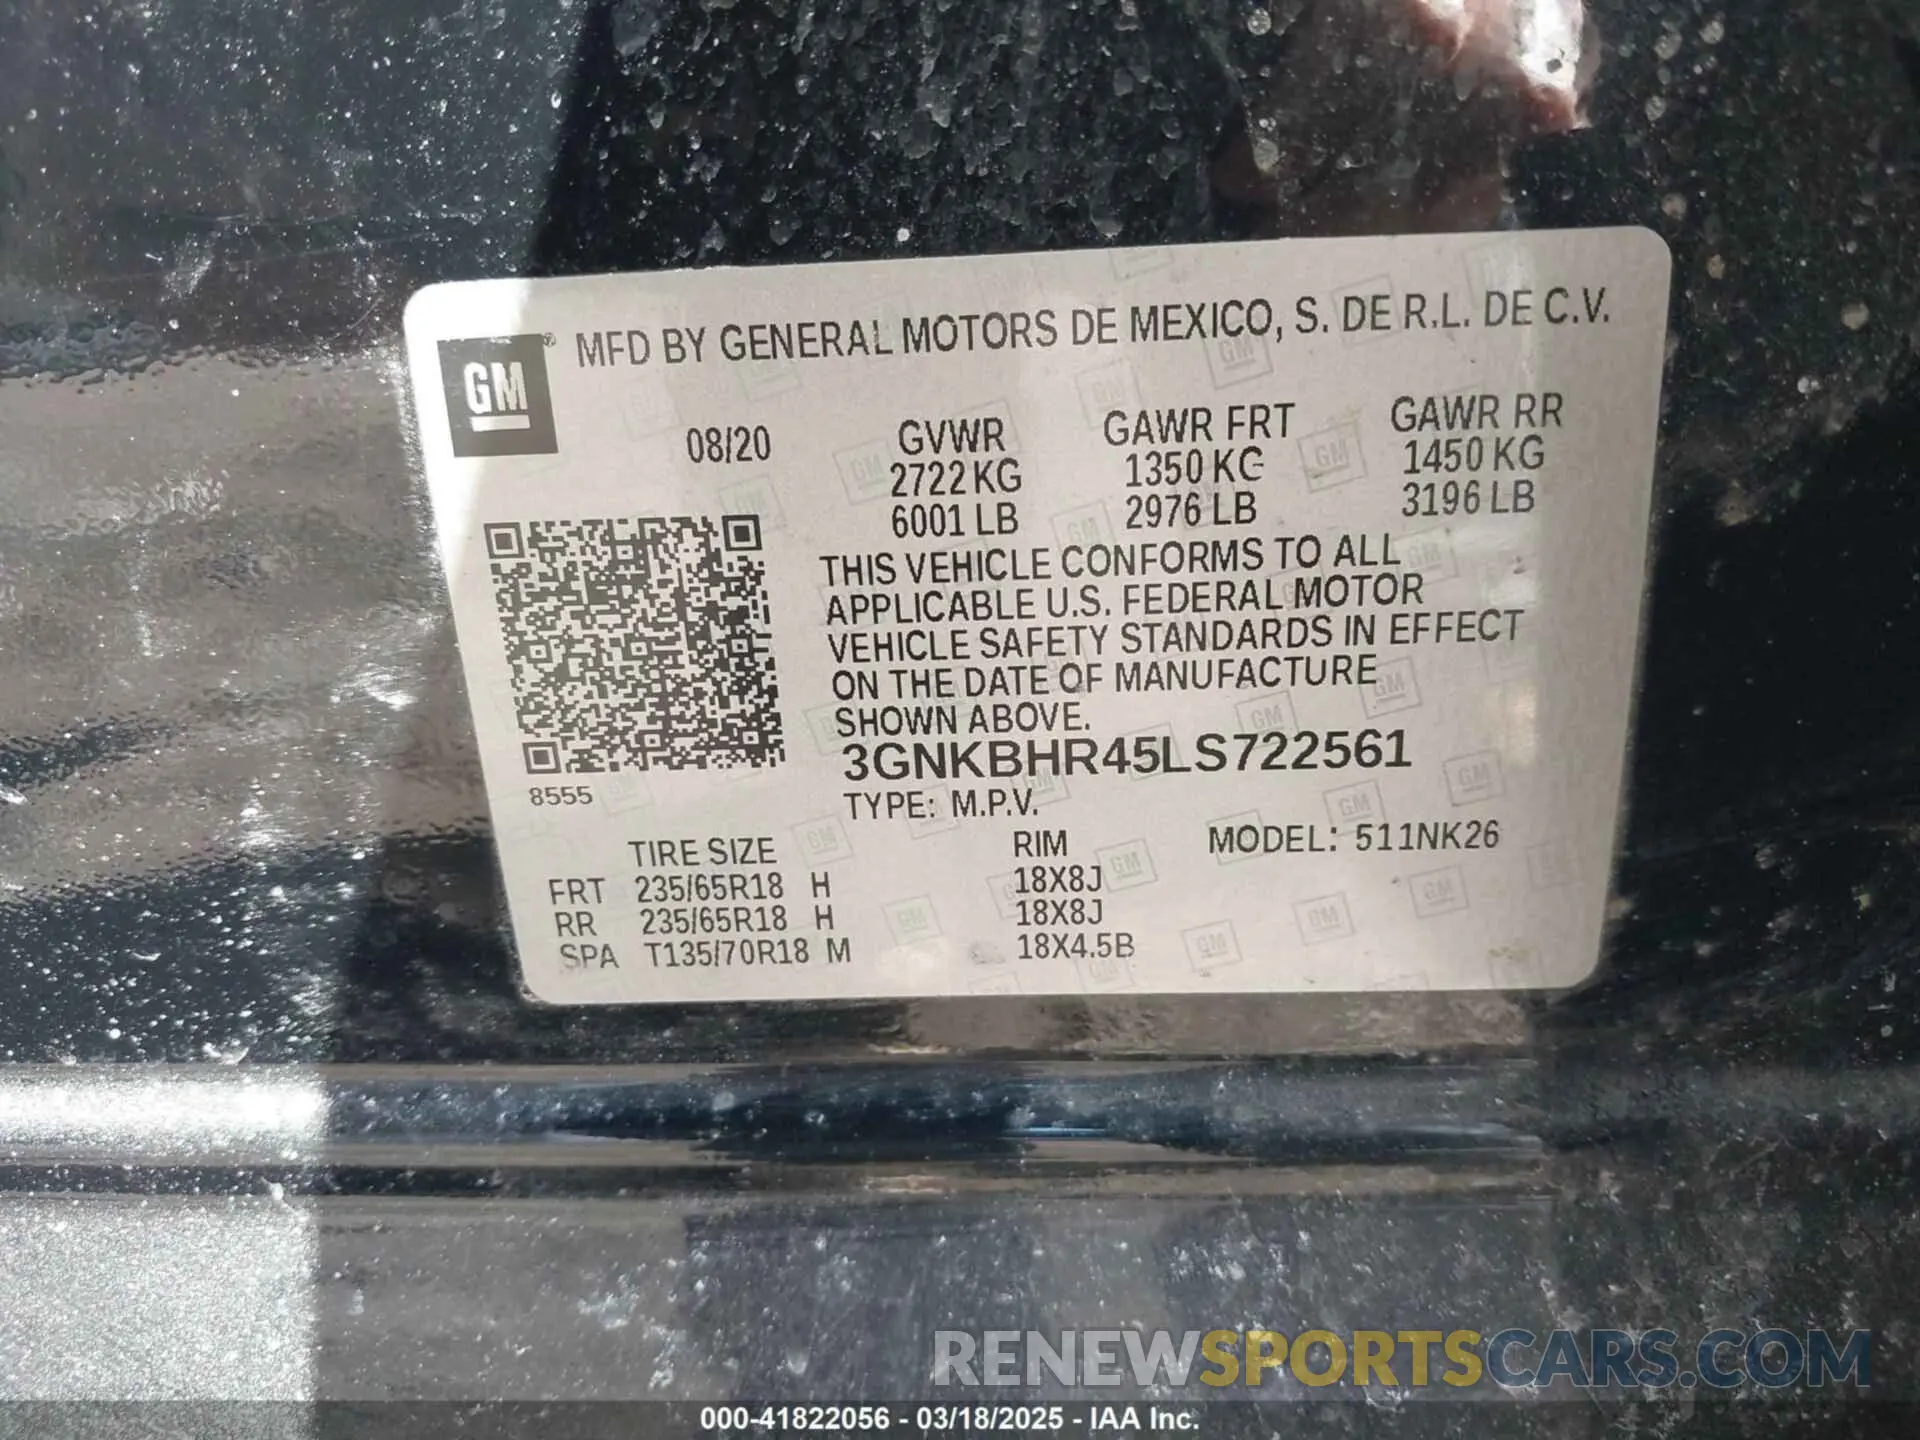 GM® MFD BY GENERAL MOTORS DE MEXICO, S. DE R.L. DE C.V.
08/20 GVWR GAWR FRT GAWR RR
2722 KG 1350 KG 1450 KG
6001 LB 2976 LB 3196 LB
THIS VEHICLE CONFORMS TO ALL
APPLICABLE U.S. FEDERAL MOTOR
VEHICLE SAFETY STANDARDS IN EFFECT
ON THE DATE OF MANUFACTURE
SHOWN ABOVE.
3GNKBHR45LS722561
8555
TYPE: M.P.V.
TIRE SIZE RIM MODEL: 511NK26
FRT 235/65R18 H 18X8J
RR 235/65R18 H 18X8J
SPA T135/70R18 M 18X4.5B
RENEWSPORTSCARS.COM
000-41822056 - 03/18/2025 - IAA Inc.